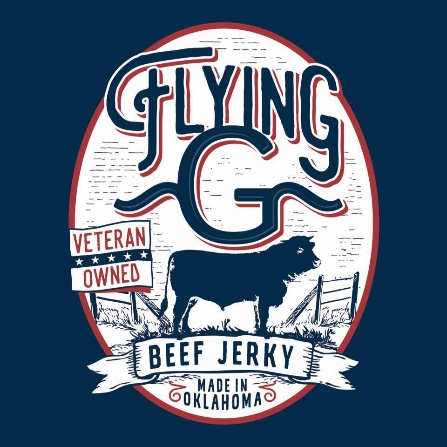 FLYING
G
VETERAN
OWNED
BEEF JERKY
MADE IN
OKLAHOMA